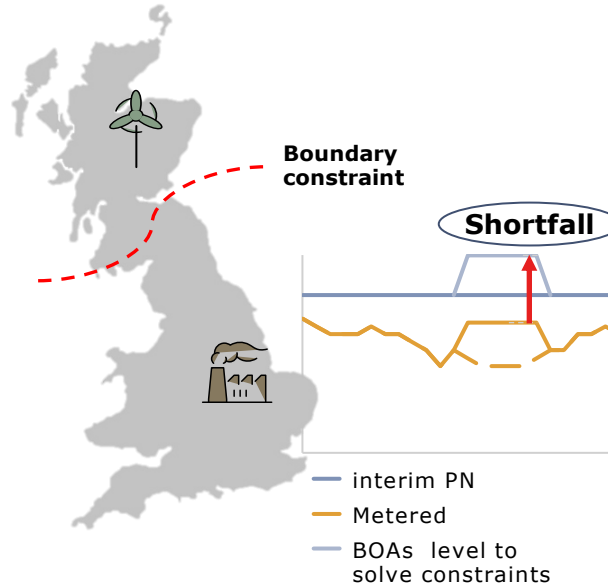 Boundary
constraint
Shortfall
interim PN
Metered
BOAs level to
solve constraints